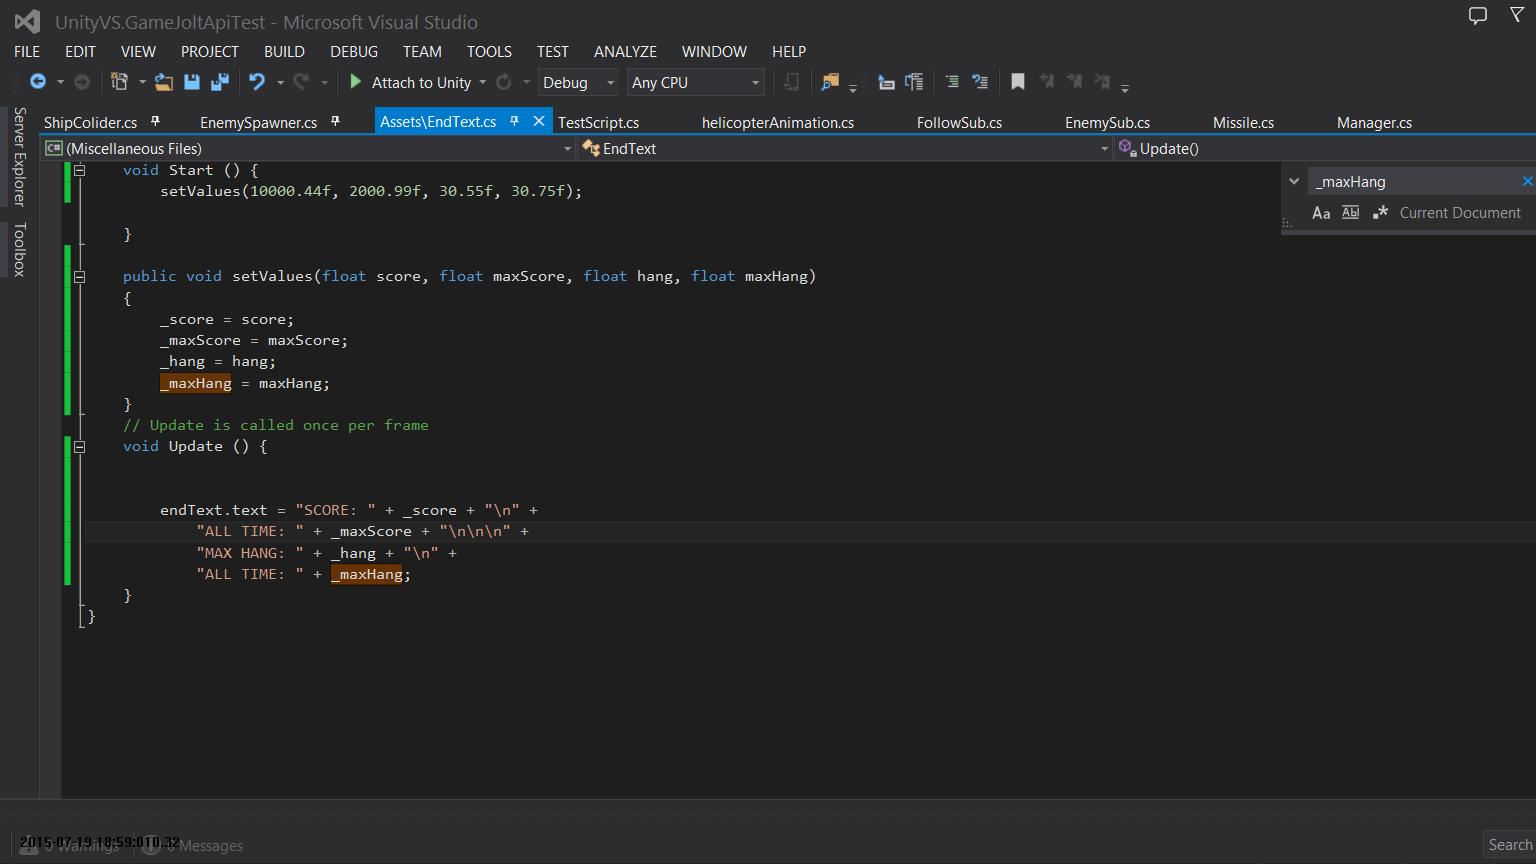 UnityVS.GameJoltApiTest - Microsoft Visual Studio
FILE EDIT VIEW PROJECT BUILD DEBUG TEAM TOOLS TEST ANALYZE WINDOW HELP
Attach to Unity Debug Any CPU
Server Explorer
Toolbox
ShipColider.cs EnemySpawner.cs Assets\EndText.cs TestScript.cs helicopterAnimation.cs FollowSub.cs EnemySub.cs Missile.cs Manager.cs
C# (Miscellaneous Files) EndText Update()
_maxHang
Aa Abl .* Current Document
void Start () {
setValues(10000.44f, 2000.99f, 30.55f, 30.75f);
}
public void setValues(float score, float maxScore, float hang, float maxHang)
{
_score = score;
_maxScore = maxScore;
_hang = hang;
_maxHang = maxHang;
}
// Update is called once per frame
void Update () {
endText.text = "SCORE: " + _score + "\n" +
"ALL TIME: " + _maxScore + "\n\n\n" +
"MAX HANG: " + _hang + "\n" +
"ALL TIME: " + _maxHang;
}
}
2015-07-19 18:59:010.32
0 Warnings 0 Messages
Search